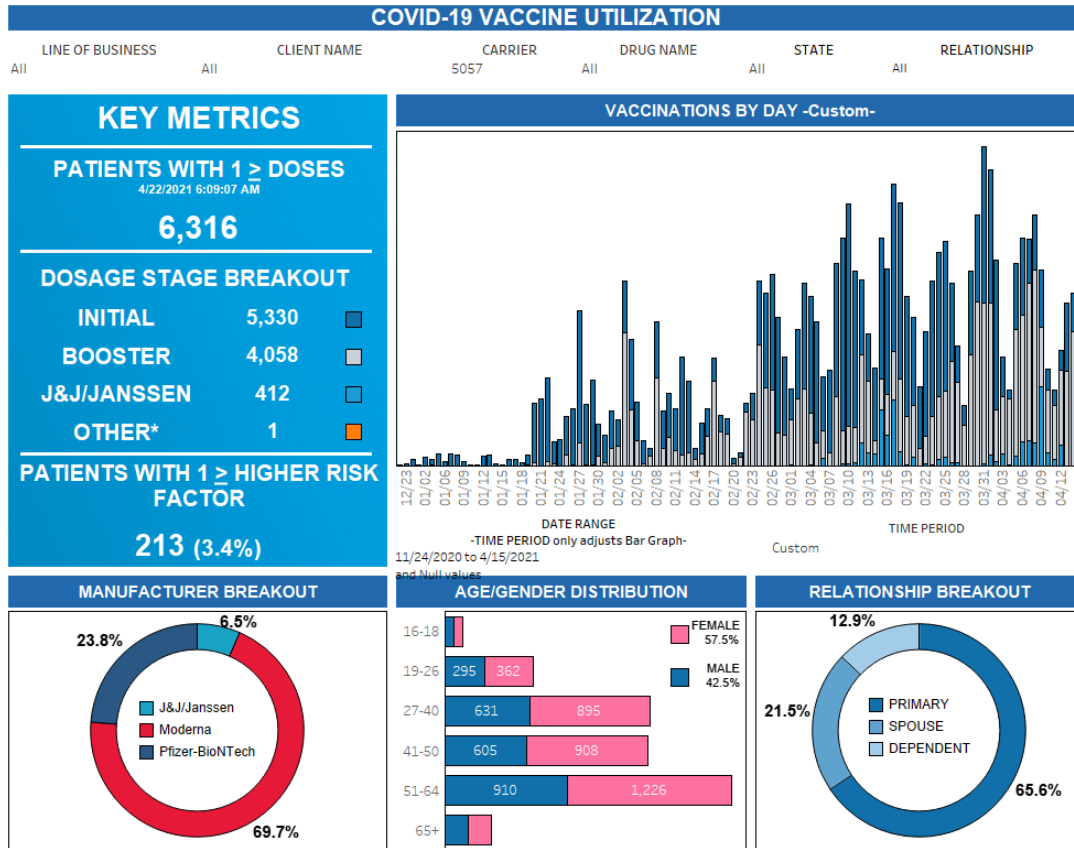 COVID-19 VACCINE UTILIZATION
LINE OF BUSINESS CLIENT NAME CARRIER DRUG NAME STATE RELATIONSHIP
All All 5057 All All All
KEY METRICS
PATIENTS WITH 1 ≥ DOSES
4/22/2021 6:09:07 AM
6,316
DOSAGE STAGE BREAKOUT
INITIAL 5,330
BOOSTER 4,058
J&J/JANSSEN 412
OTHER* 1
PATIENTS WITH 1 ≥ HIGHER RISK
FACTOR
213 (3.4%)
VACCINATIONS BY DAY -Custom-
12/23 01/02 01/06 01/09 01/12 01/15 01/18 01/21 01/24 01/27 01/30 02/02 02/05 02/08 02/11 02/14 02/17 02/20 02/23 02/26 03/01 03/04 03/07 03/10 03/13 03/16 03/19 03/22 03/25 03/28 03/31 04/03 04/06 04/09 04/12
DATE RANGE
-TIME PERIOD only adjusts Bar Graph-
11/24/2020 to 4/15/2021
and Null values
TIME PERIOD
Custom
MANUFACTURER BREAKOUT
6.5%
23.8%
J&J/Janssen
Moderna
Pfizer-BioNTech
69.7%
AGE/GENDER DISTRIBUTION
FEMALE
57.5%
MALE
42.5%
16-18
19-26 295 362
27-40 631 895
41-50 605 908
51-64 910 1,226
65+
RELATIONSHIP BREAKOUT
12.9%
21.5%
PRIMARY
SPOUSE
DEPENDENT
65.6%